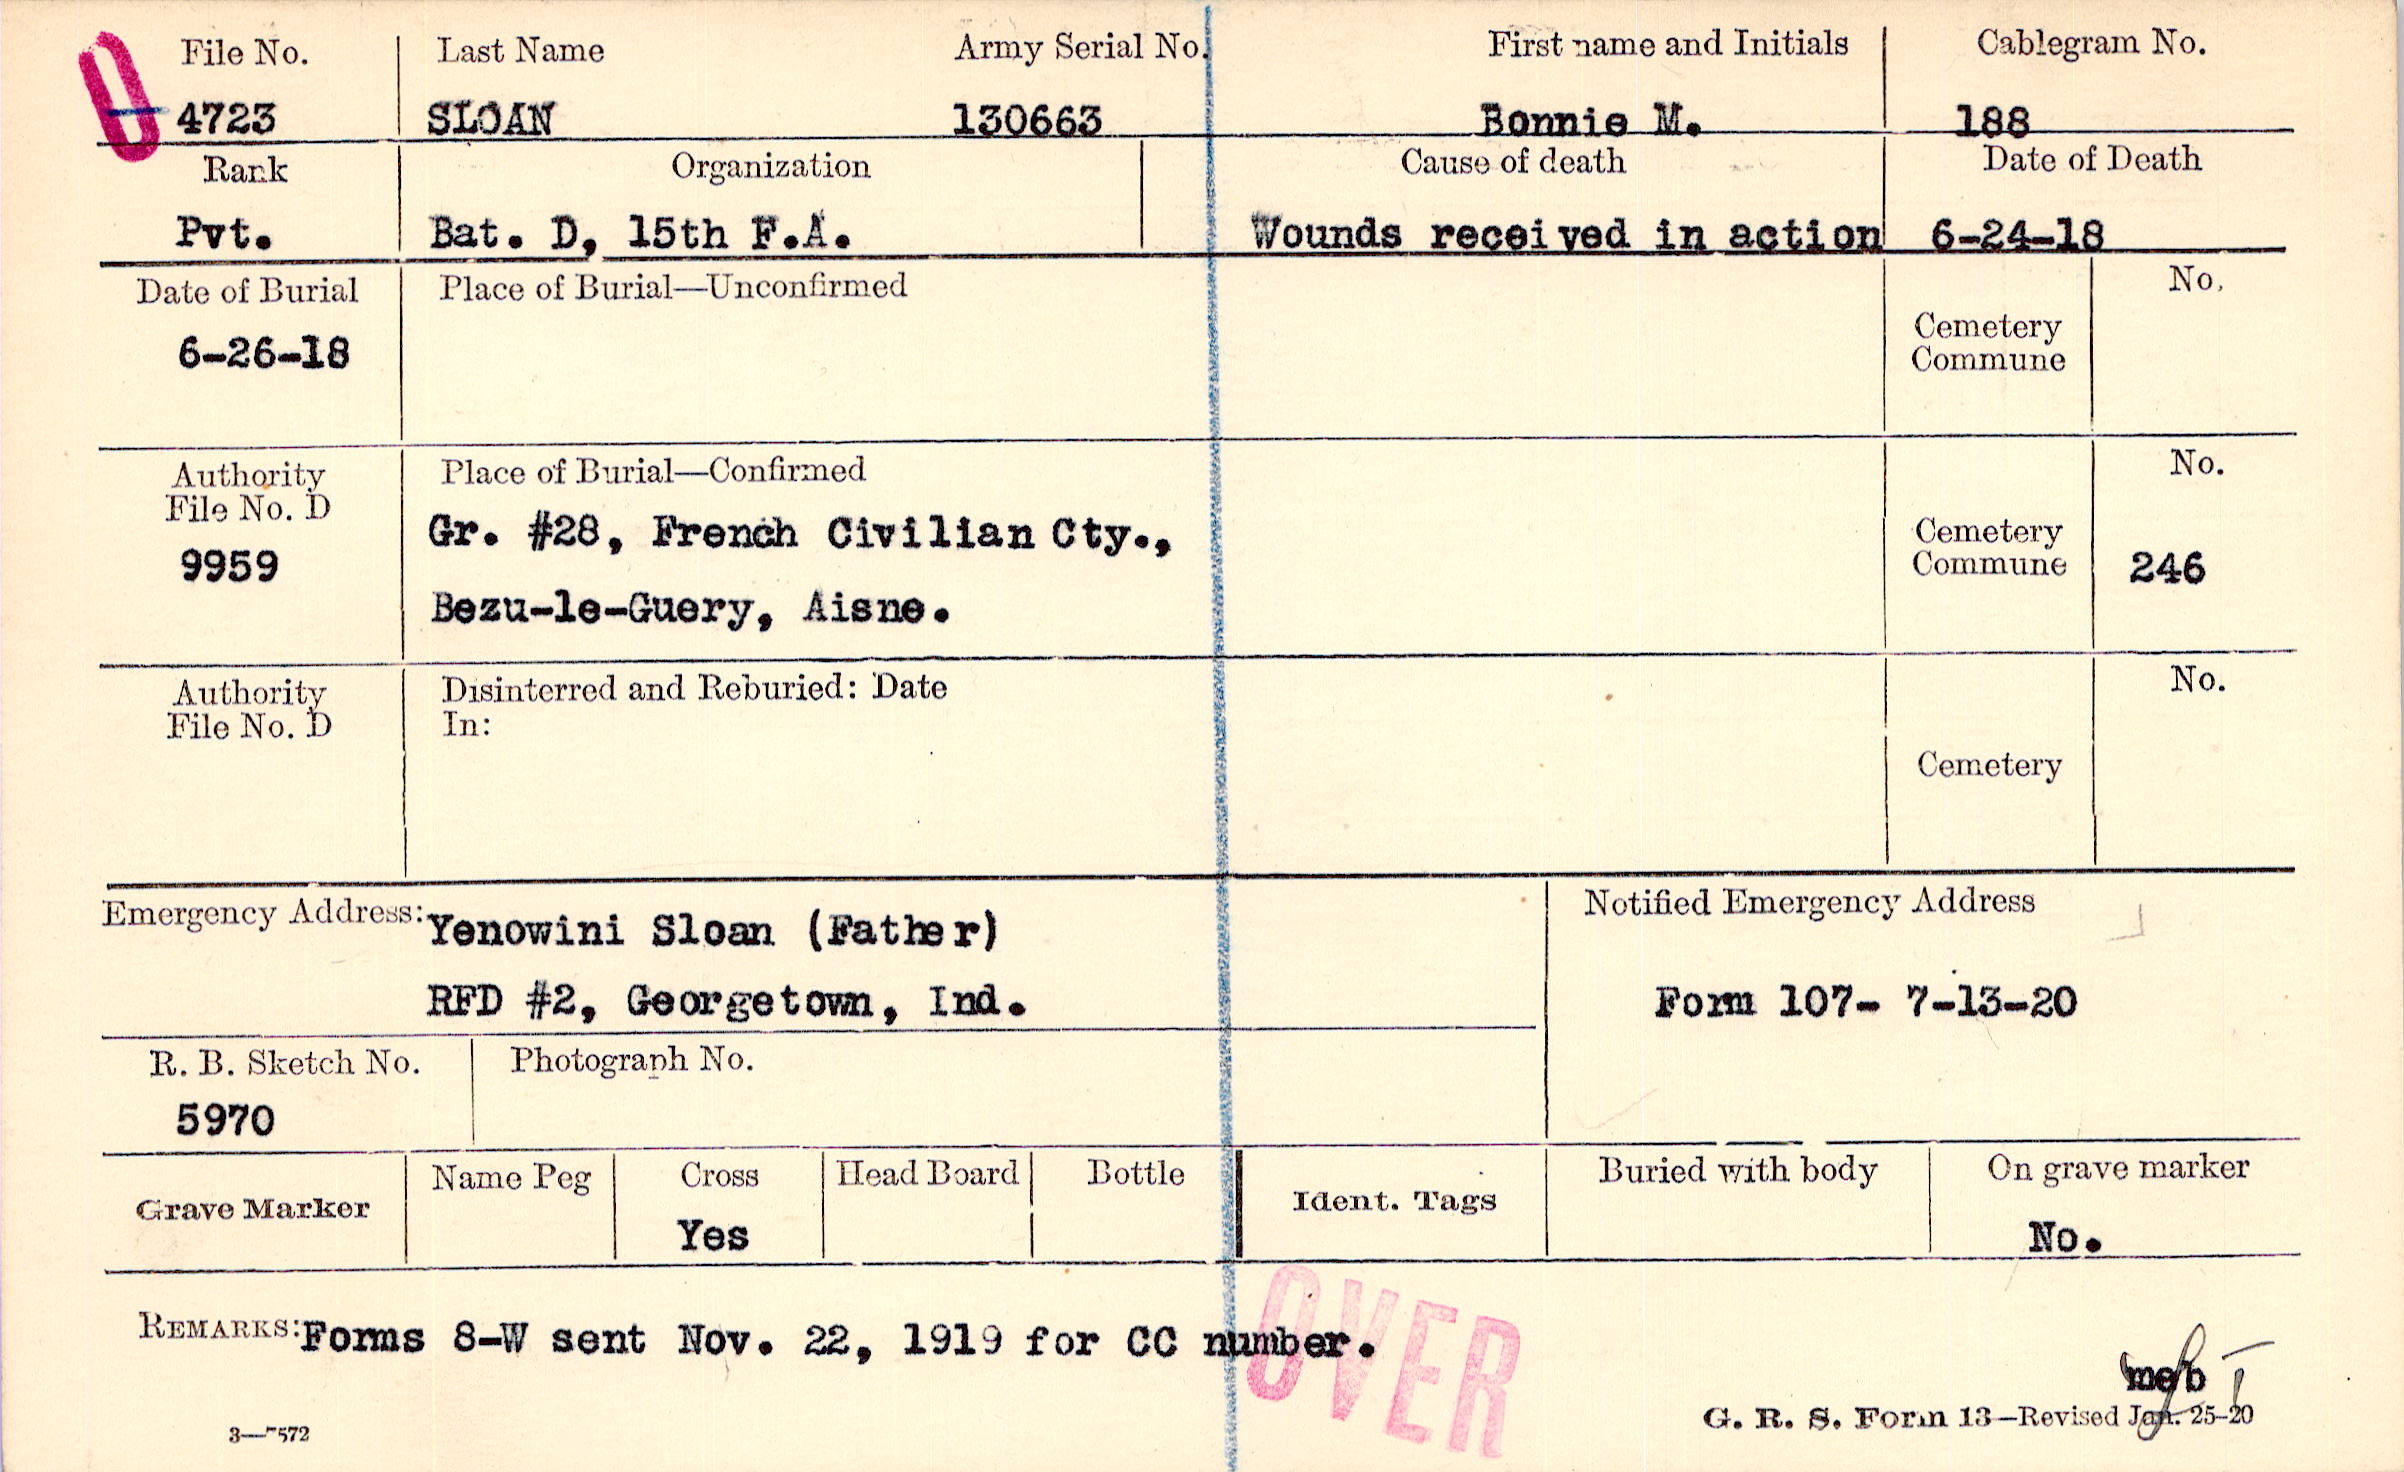 File No. Last Name Army Serial No. First name and Initials Cablegram No.
4723 SLOAN 130663 Bonnie M. 188
Rank Organization Cause of death Date of Death
Pvt. Bat. D, 15th F.A. Wounds received in action 6-24-18
Date of Burial Place of Burial—Unconfirmed No.
6-26-18
Cemetery
Commune
Authority Place of Burial—Confirmed No.
File No. D
9959
Gr. #28, French Civilian Cty.,
Bezu-le-Guery, Aisne.
Cemetery
Commune 246
Authority Disinterred and Reburied: Date No.
File No. D In:
Cemetery
Emergency Address: Yenowini Sloan (Father)
RFD #2, Georgetown, Ind.
Notified Emergency Address
Form 107- 7-13-20
R. B. Sketch No. Photograph No.
5970
Grave Marker Name Peg Cross Head Board Bottle Ident. Tags Buried with body On grave marker
Yes No.
REMARKS: Forms 8-W sent Nov. 22, 1919 for CC number.
OVER
3—7572
G. R. S. Form 13—Revised Jan. 25-20